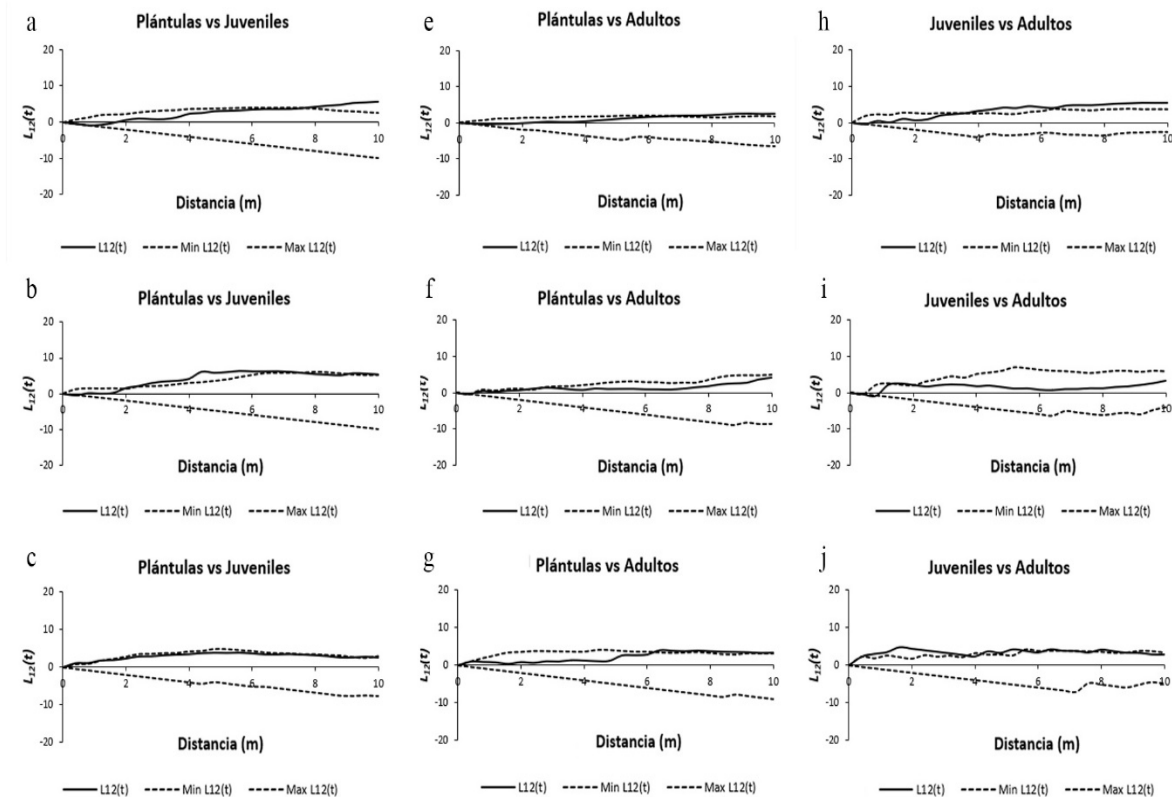 a
Plántulas vs Juveniles
L12(t)
20
10
0
-10
-20
0 2 4 6 8 10
Distancia (m)
L12(t) Min L12(t) Max L12(t)
e
Plántulas vs Adultos
L12(t)
20
10
0
-10
-20
0 2 4 6 8 10
Distancia (m)
L12(t) Min L12(t) Max L12(t)
h
Juveniles vs Adultos
L12(t)
20
10
0
-10
-20
0 2 4 6 8 10
Distancia (m)
L12(t) Min L12(t) Max L12(t)
b
Plántulas vs Juveniles
L12(t)
20
10
0
-10
-20
0 2 4 6 8 10
Distancia (m)
L12(t) Min L12(t) Max L12(t)
f
Plántulas vs Adultos
L12(t)
20
10
0
-10
-20
0 2 4 6 8 10
Distancia (m)
L12(t) Min L12(t) Max L12(t)
i
Juveniles vs Adultos
L12(t)
20
10
0
-10
-20
0 2 4 6 8 10
Distancia (m)
L12(t) Min L12(t) Max L12(t)
c
Plántulas vs Juveniles
L12(t)
20
10
0
-10
-20
0 2 4 6 8 10
Distancia (m)
L12(t) Min L12(t) Max L12(t)
g
Plántulas vs Adultos
L12(t)
20
10
0
-10
-20
0 2 4 6 8 10
Distancia (m)
L12(t) Min L12(t) Max L12(t)
j
Juveniles vs Adultos
L12(t)
20
10
0
-10
-20
0 2 4 6 8 10
Distancia (m)
L12(t) Min L12(t) Max L12(t)